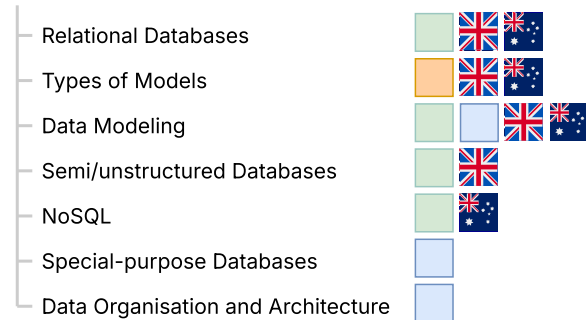 Relational Databases
Types of Models
Data Modeling
Semi/unstructured Databases
NoSQL
Special-purpose Databases
Data Organisation and Architecture